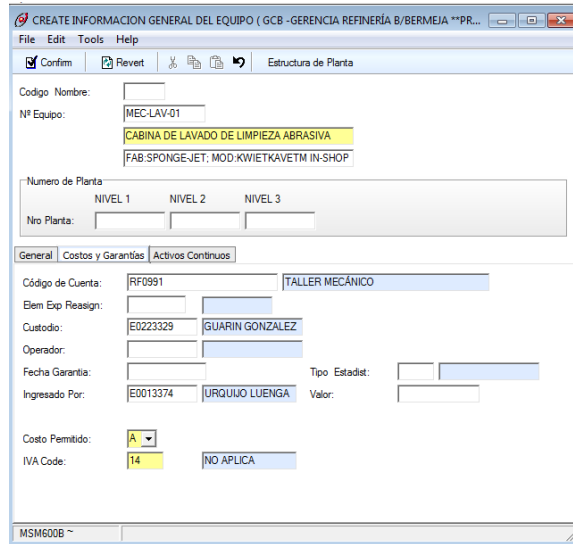 CREATE INFORMACION GENERAL DEL EQUIPO ( GCB -GERENCIA REFINERÍA B/BERMEJA **PR...
File Edit Tools Help
Confirm Revert Estructura de Planta
Codigo Nombre:
Nº Equipo: MEC-LAV-01
CABINA DE LAVADO DE LIMPIEZA ABRASIVA
FAB:SPONGE-JET; MOD:KWIETKAVETM IN-SHOP
Numero de Planta
NIVEL 1 NIVEL 2 NIVEL 3
Nro Planta:
General Costos y Garantías Activos Continuos
Código de Cuenta: RF0991 TALLER MECÁNICO
Elem Exp Reasign:
Custodio: E0223329 GUARIN GONZALEZ
Operador:
Fecha Garantia: Tipo Estadist:
Ingresado Por: E0013374 URQUIJO LUENGA Valor:
Costo Permitido: A
IVA Code: 14 NO APLICA
MSM600B ~